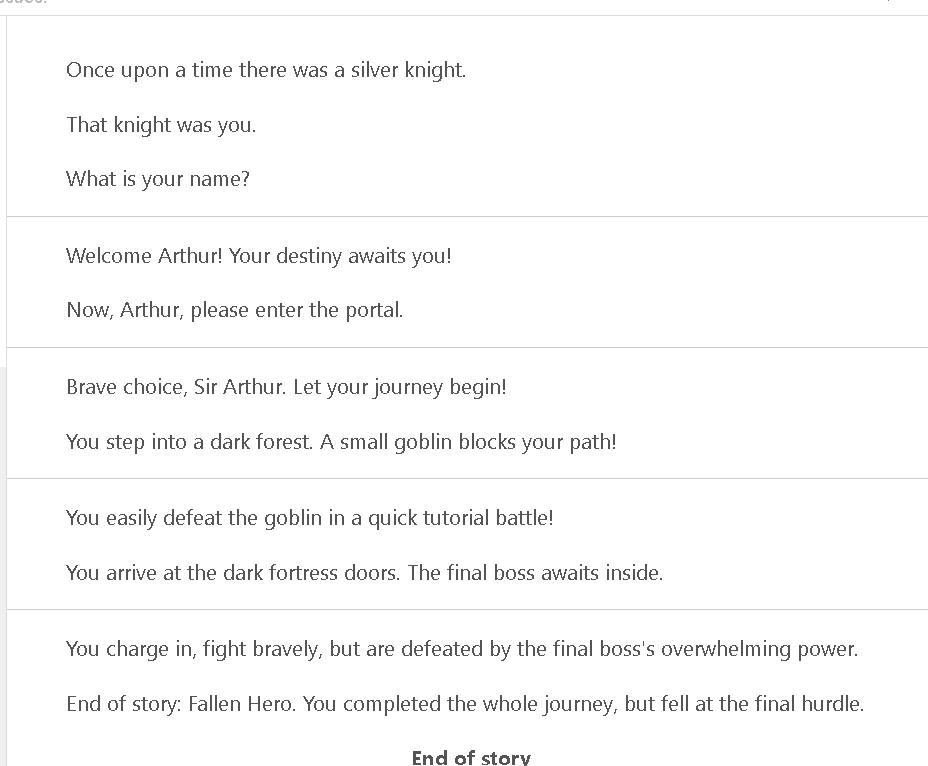 Once upon a time there was a silver knight.
That knight was you.
What is your name?
Welcome Arthur! Your destiny awaits you!
Now, Arthur, please enter the portal.
Brave choice, Sir Arthur. Let your journey begin!
You step into a dark forest. A small goblin blocks your path!
You easily defeat the goblin in a quick tutorial battle!
You arrive at the dark fortress doors. The final boss awaits inside.
You charge in, fight bravely, but are defeated by the final boss's overwhelming power.
End of story: Fallen Hero. You completed the whole journey, but fell at the final hurdle.
End of story